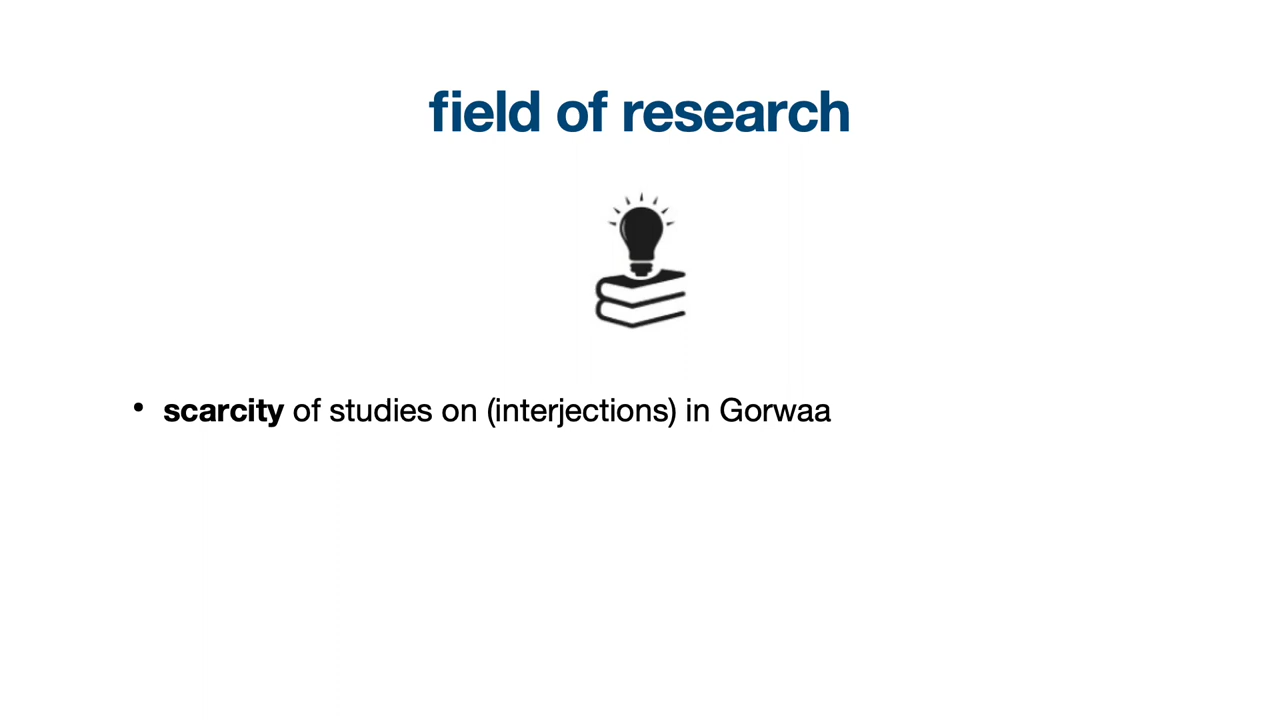 field of research
• scarcity of studies on (interjections) in Gorwaa